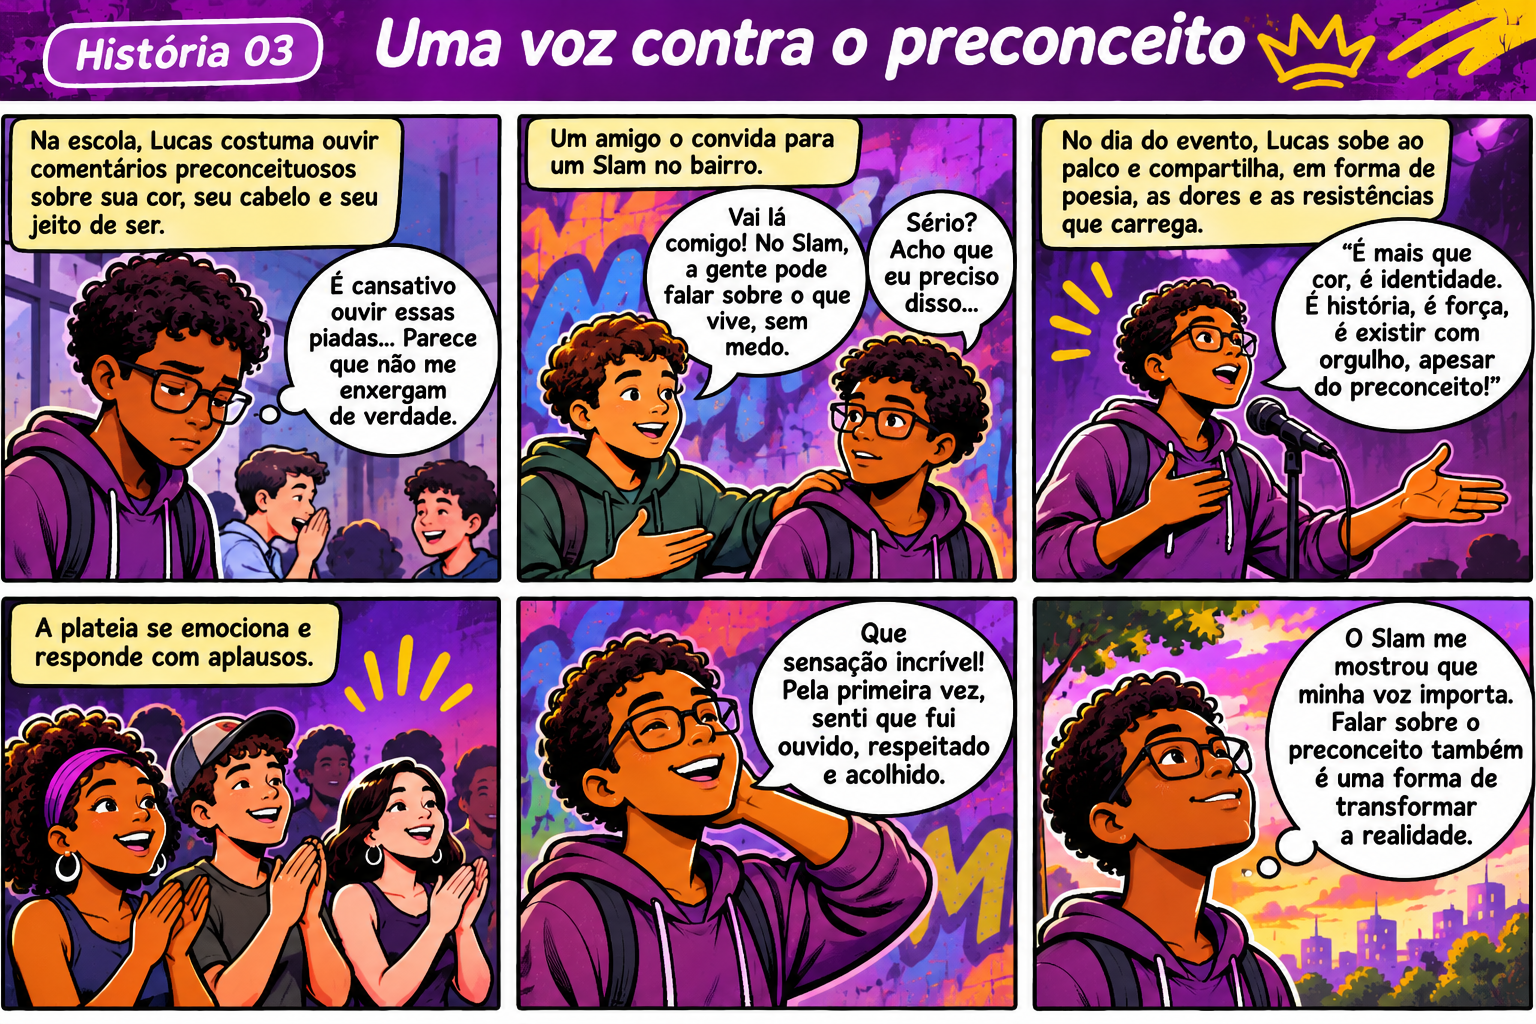 História 03
Uma voz contra o preconceito
Na escola, Lucas costuma ouvir
comentários preconceituosos
sobre sua cor, seu cabelo e seu
jeito de ser.
É cansativo
ouvir essas
piadas... Parece
que não me
enxergam
de verdade.
Um amigo o convida para
um Slam no bairro.
Vai lá
comigo! No Slam,
a gente pode
falar sobre o que
vive, sem
medo.
Sério?
Acho que
eu preciso
disso...
No dia do evento, Lucas sobe ao
palco e compartilha, em forma de
poesia, as dores e as resistências
que carrega.
“É mais que
cor, é identidade.
É história, é força,
é existir com
orgulho, apesar
do preconceito!”
A plateia se emociona e
responde com aplausos.
Que
sensação incrível!
Pela primeira vez,
senti que fui
ouvido, respeitado
e acolhido.
O Slam me
mostrou que
minha voz importa.
Falar sobre o
preconceito também
é uma forma de
transformar
a realidade.